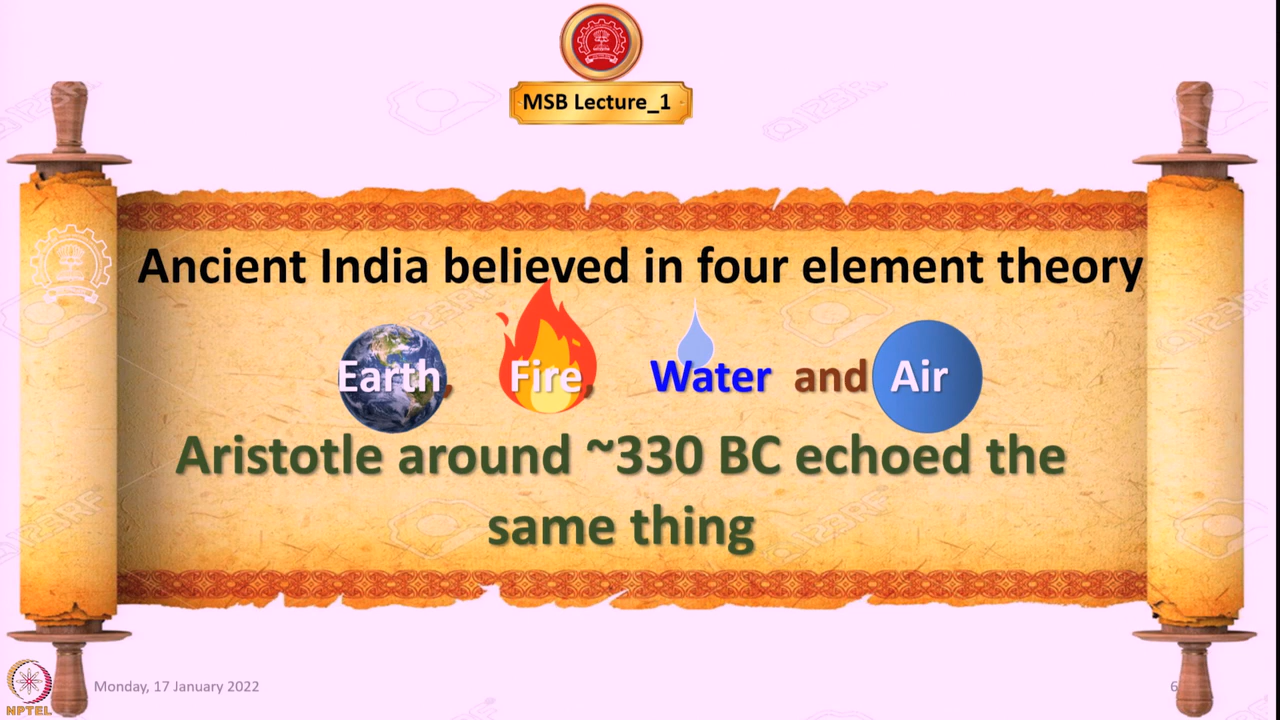 MSB Lecture_1
Ancient India believed in four element theory
Earth, Fire, Water and Air
Aristotle around ~330 BC echoed the
same thing
Monday, 17 January 2022
6
NPTEL